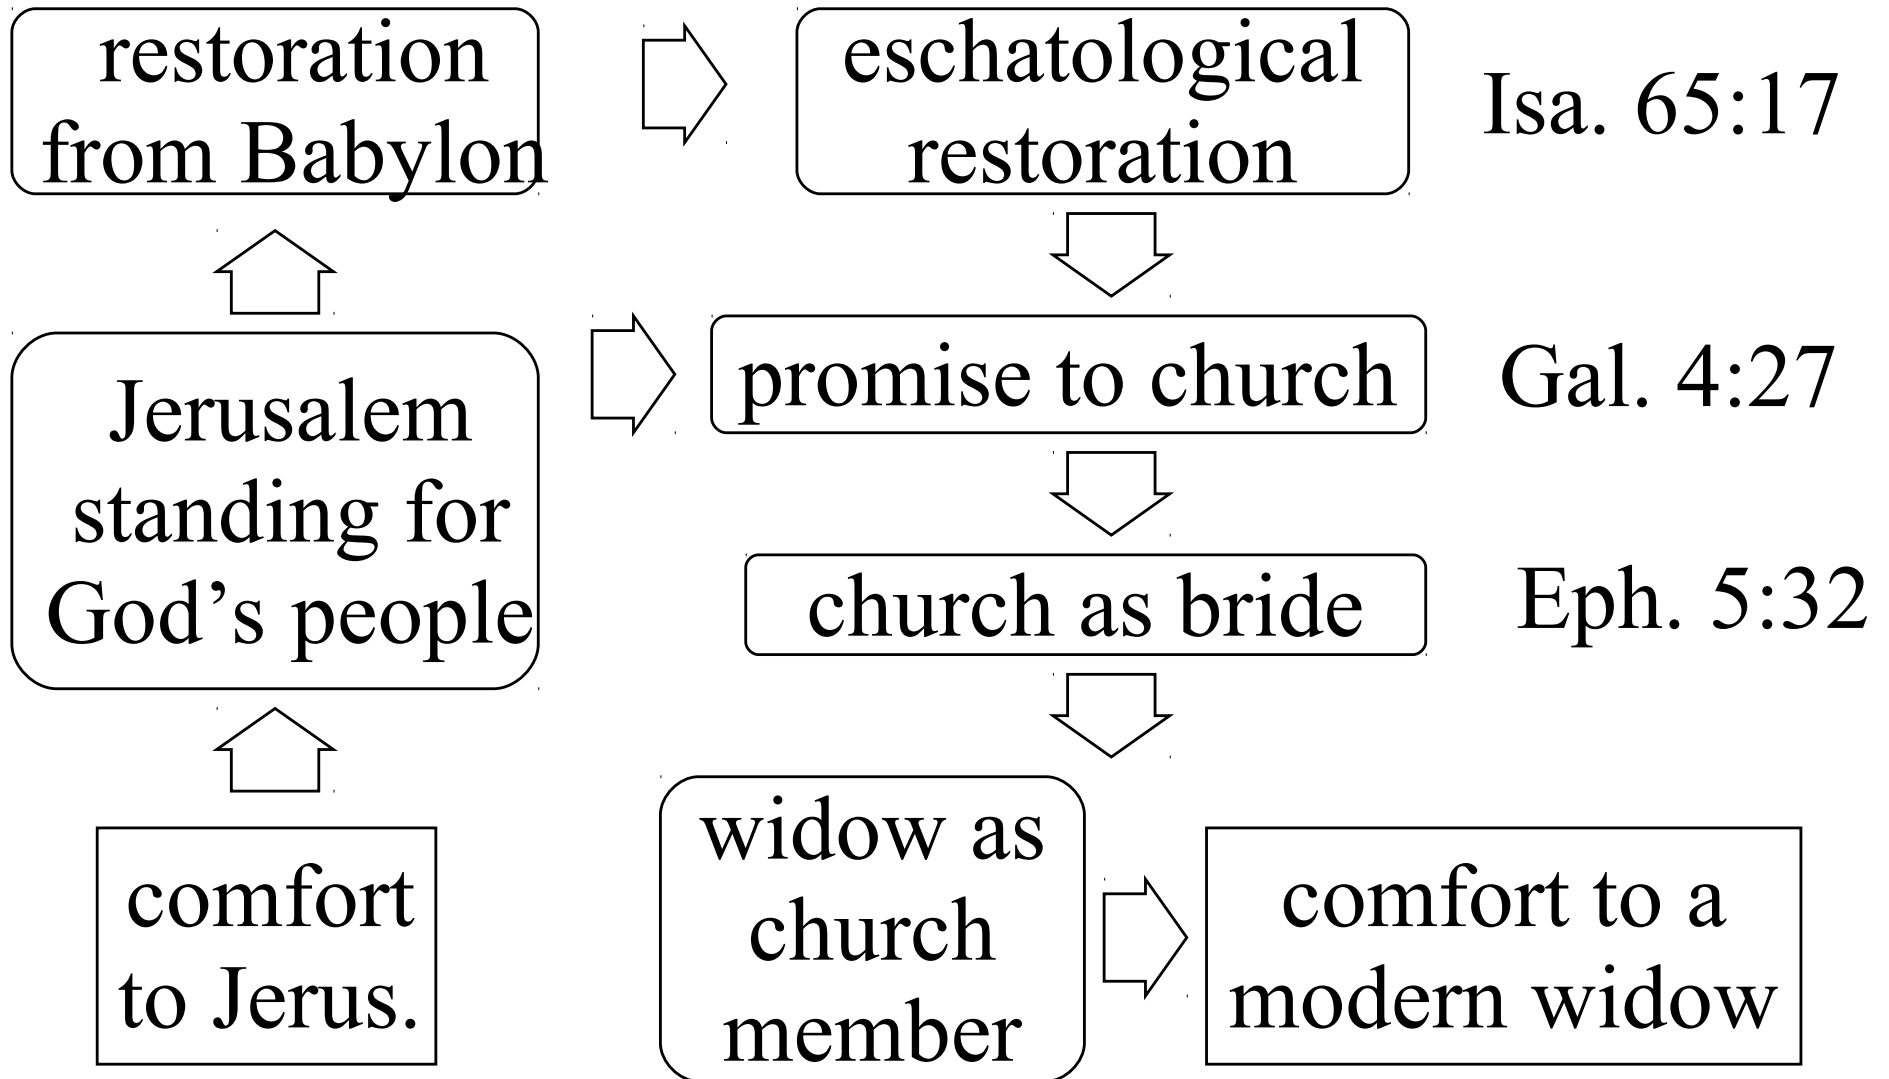 restoration
from Babylon
eschatological
restoration
Isa. 65:17
Jerusalem
standing for
God’s people
promise to church
Gal. 4:27
church as bride
Eph. 5:32
comfort
to Jerus.
widow as
church
member
comfort to a
modern widow